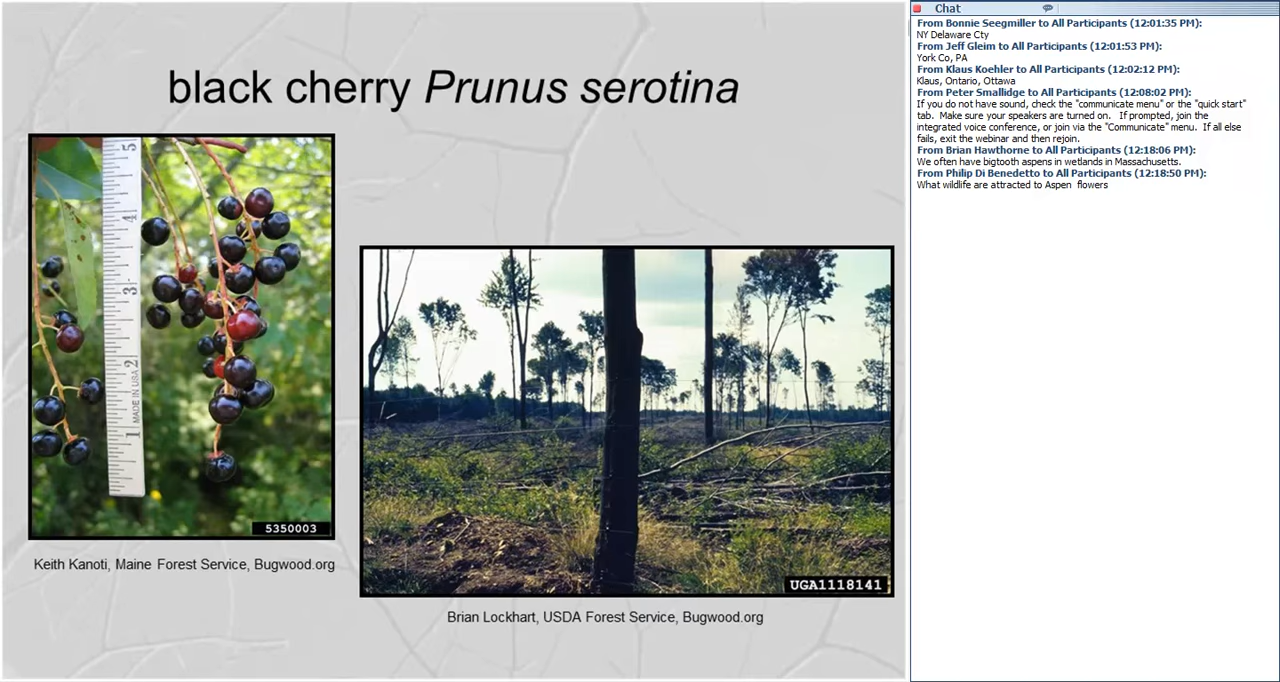 black cherry Prunus serotina
5
4
3
2
MADE IN USA
1
5350003
Keith Kanoti, Maine Forest Service, Bugwood.org
UGA1118141
Brian Lockhart, USDA Forest Service, Bugwood.org
Chat
From Bonnie Seegmiller to All Participants (12:01:35 PM):
NY Delaware Cty
From Jeff Gleim to All Participants (12:01:53 PM):
York Co, PA
From Klaus Koehler to All Participants (12:02:12 PM):
Klaus, Ontario, Ottawa
From Peter Smallidge to All Participants (12:08:02 PM):
If you do not have sound, check the "communicate menu" or the "quick start"
tab. Make sure your speakers are turned on. If prompted, join the
integrated voice conference, or join via the "Communicate" menu. If all else
fails, exit the webinar and then rejoin.
From Brian Hawthorne to All Participants (12:18:06 PM):
We often have bigtooth aspens in wetlands in Massachusetts.
From Philip Di Benedetto to All Participants (12:18:50 PM):
What wildlife are attracted to Aspen flowers